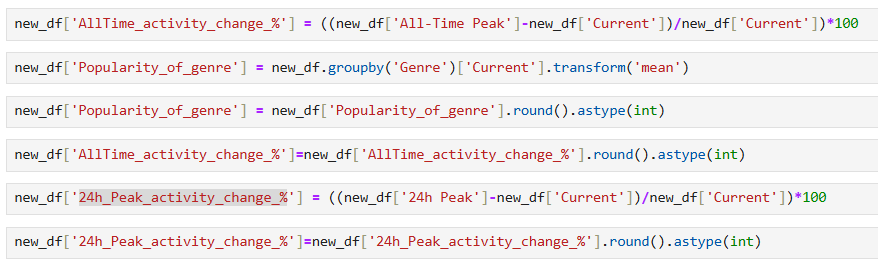 new_df['AllTime_activity_change_%'] = ((new_df['All-Time Peak']-new_df['Current'])/new_df['Current'])*100
new_df['Popularity_of_genre'] = new_df.groupby('Genre')['Current'].transform('mean')
new_df['Popularity_of_genre'] = new_df['Popularity_of_genre'].round().astype(int)
new_df['AllTime_activity_change_%']=new_df['AllTime_activity_change_%'].round().astype(int)
new_df['24h_Peak_activity_change_%'] = ((new_df['24h Peak']-new_df['Current'])/new_df['Current'])*100
new_df['24h_Peak_activity_change_%']=new_df['24h_Peak_activity_change_%'].round().astype(int)